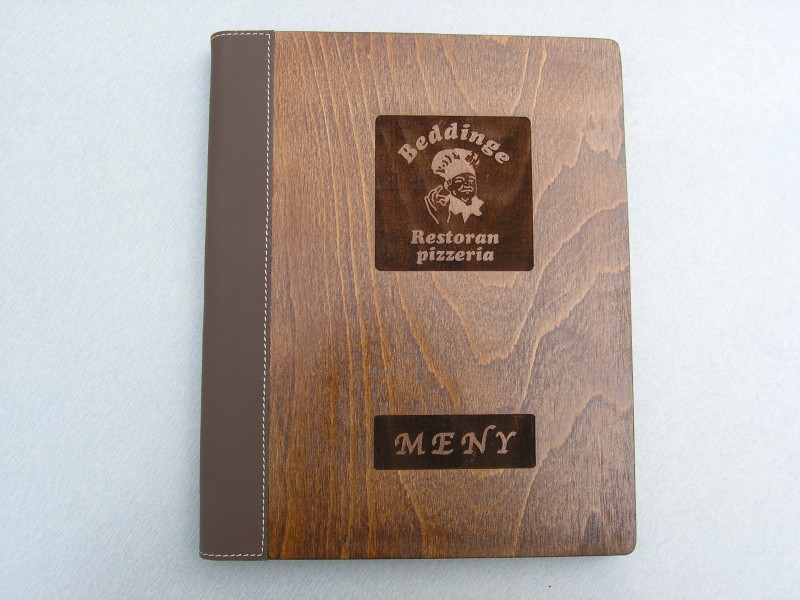 Beddinge
Restoran
pizzeria
MENY